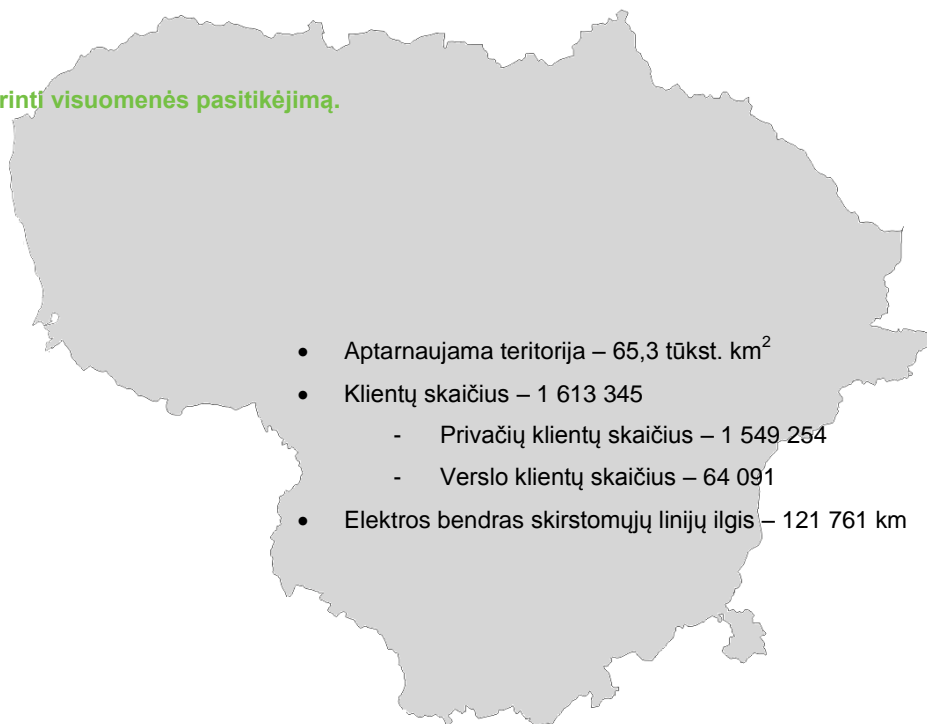 rinti visuomenės pasitikėjimą.
• Aptarnaujama teritorija – 65,3 tūkst. km²
• Klientų skaičius – 1 613 345
- Privačių klientų skaičius – 1 549 254
- Verslo klientų skaičius – 64 091
• Elektros bendras skirstomųjų linijų ilgis – 121 761 km